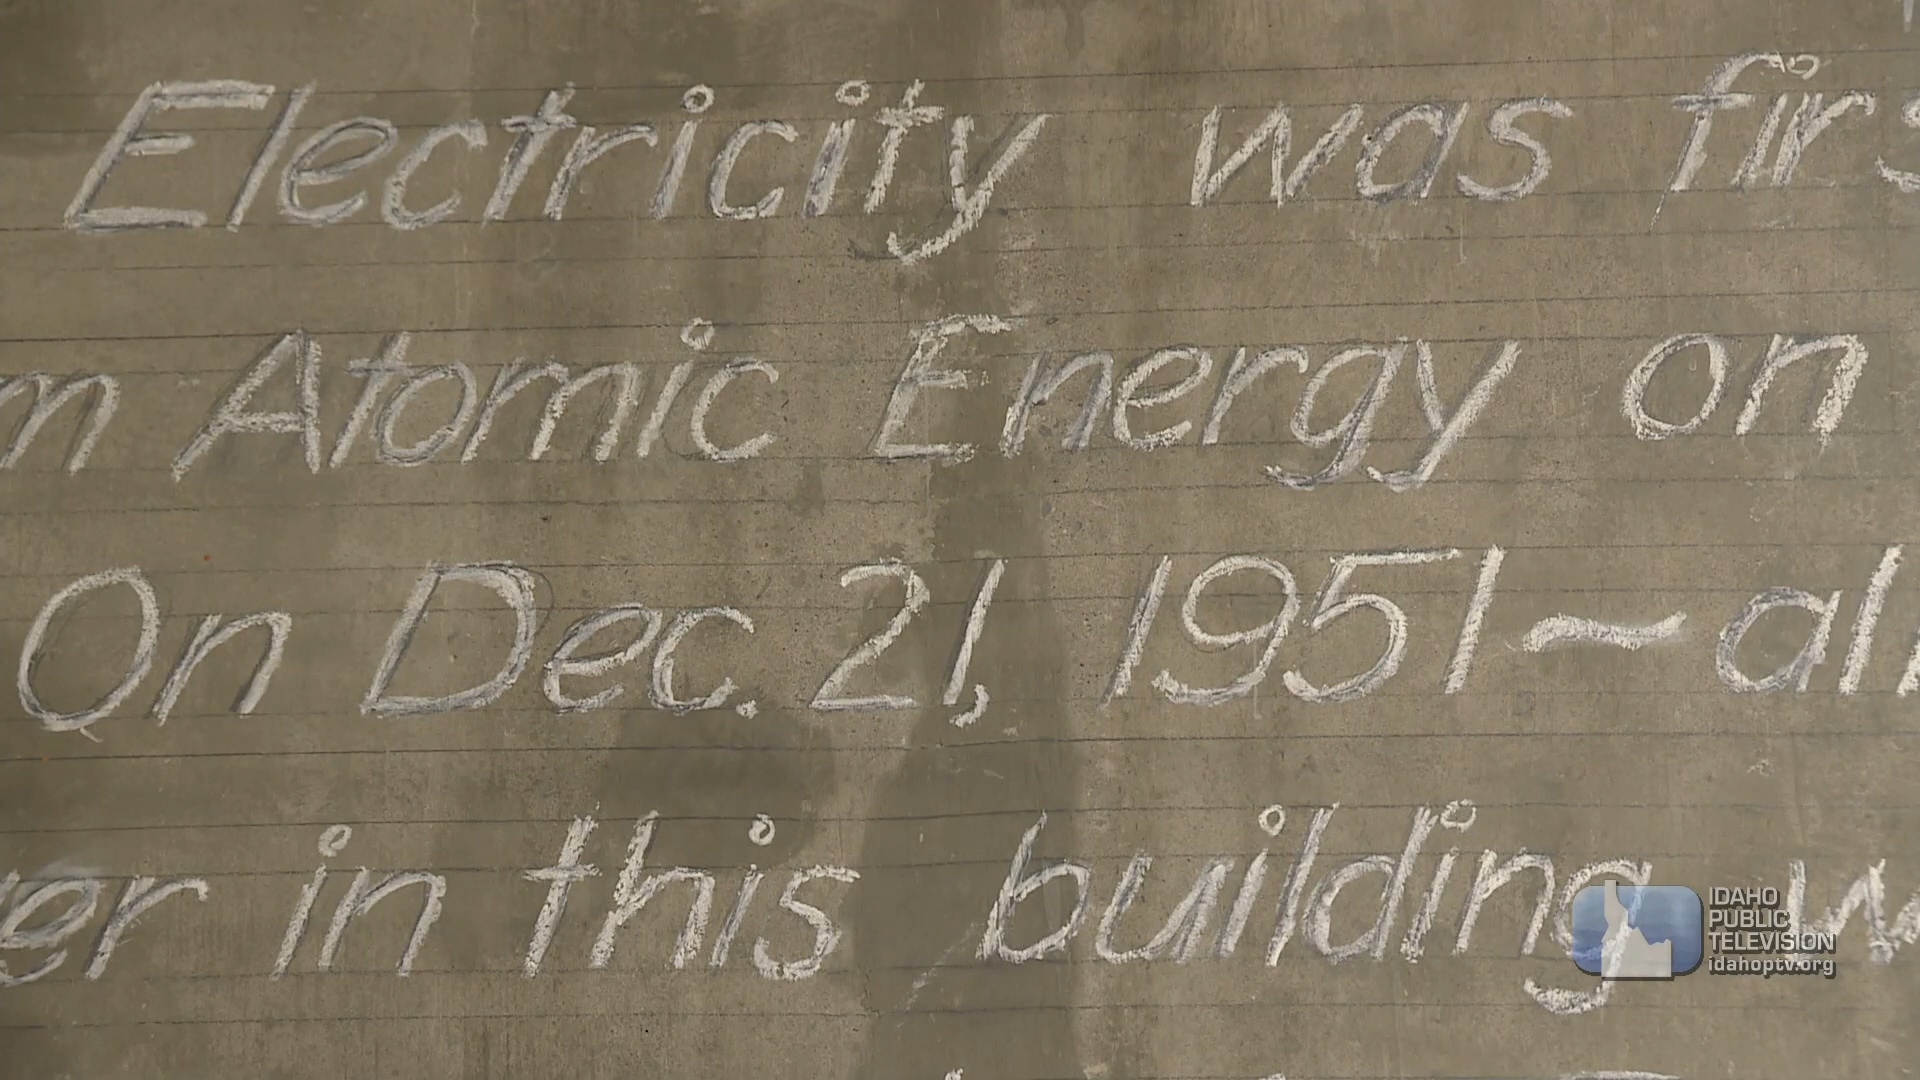 Electricity was firs
m Atomic Energy on
On Dec. 21, 1951~all
er in this building w
IDAHO
PUBLIC
TELEVISION
idahoptv.org